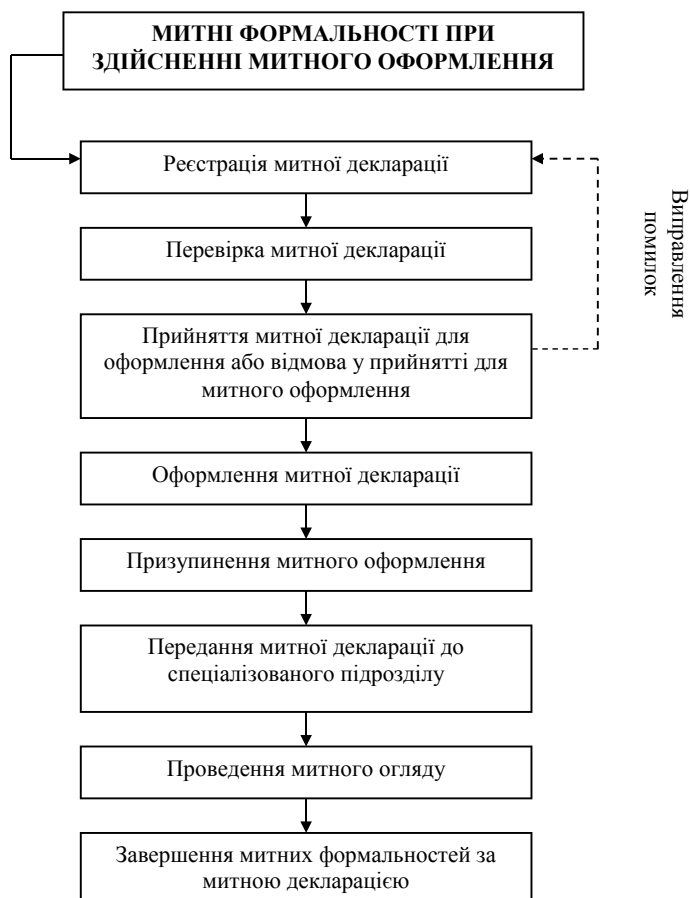 МИТНІ ФОРМАЛЬНОСТІ ПРИ
ЗДІЙСНЕННІ МИТНОГО ОФОРМЛЕННЯ
Реєстрація митної декларації
Виправлення
помилок
Перевірка митної декларації
Прийняття митної декларації для
оформлення або відмова у прийнятті для
митного оформлення
Оформлення митної декларації
Призупинення митного оформлення
Передання митної декларації до
спеціалізованого підрозділу
Проведення митного огляду
Завершення митних формальностей за
митною декларацією